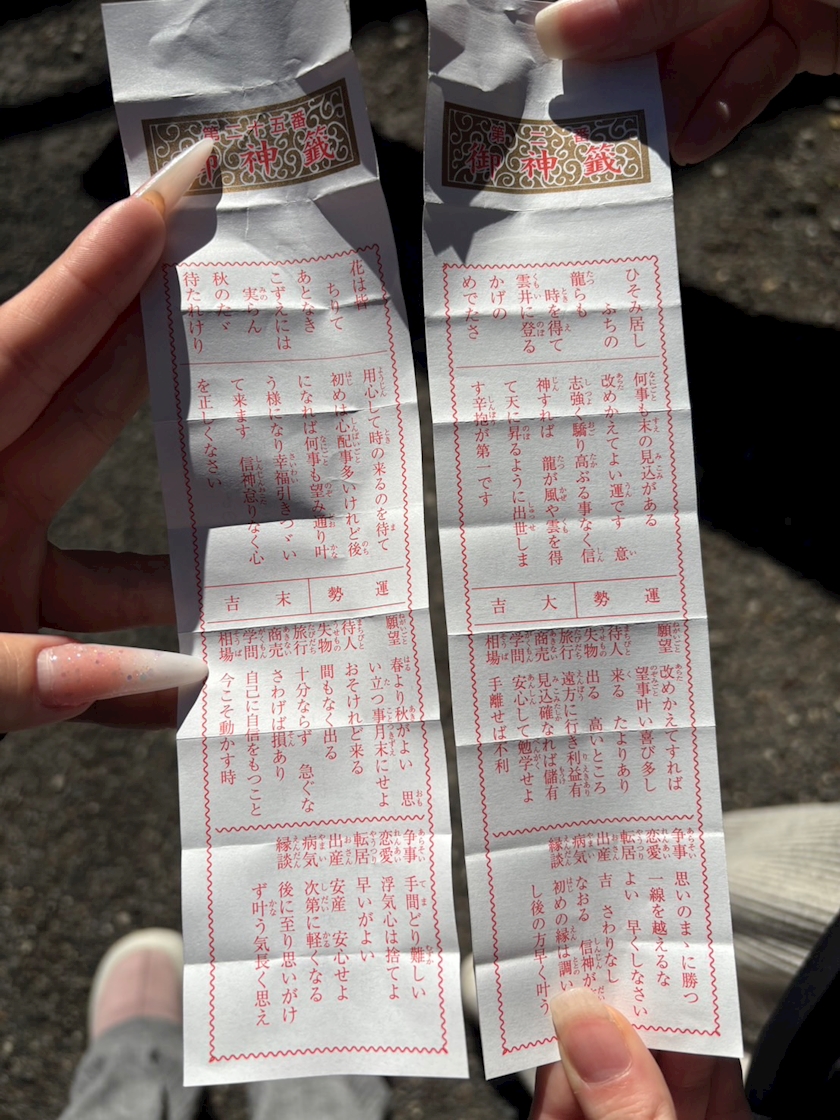 第二十五番
御神籤
花は皆
ちりて
あとなき
こずえには
実らん
秋のたゞ
待たれけり
用心して時の来るのを待て
初めは心配事多いけれど後
になれば何事も望み通り叶
う様になり幸福引きつゞい
て来ます 信神怠りなく心
を正しくなさい
運勢
末吉
願望 春より秋がよい 思
い立つ事月末にせよ
待人 おそけれど来る
失物 間もなく出る
旅行 十分ならず 急ぐな
商売 さわげば損あり
学問 自己に自信をもつこと
相場 今こそ動かす時
争事 手間どり難しい
恋愛 浮気心は捨てよ
転居 早いがよい
出産 安産 安心せよ
病気 次第に軽くなる
縁談 後に至り思いがけ
ず叶う気長く思え
第二番
御神籤
ひそみ居し
ふちの
龍らも
時を得て
雲井に登る
かげの
めでたさ
何事も末の見込がある
改めかえてよい運です 意
志強く驕り高ぶる事なく信
神すれば 龍が風や雲を得
て天に昇るように出世しま
す辛抱が第一です
運勢
大吉
願望 改めかえてすれば
望事叶い喜び多し
待人 来る たよりあり
失物 出る 高いところ
旅行 遠方に行き利益有
商売 見込確なれば儲有
学問 安心して勉学せよ
相場 手離せば不利
争事 思いのまゝに勝つ
恋愛 一線を越えるな
転居 よい 早くしなさい
出産 吉 さわりなし
病気 なおる 信神が
縁談 初めの縁は調い
し後の方早く叶う